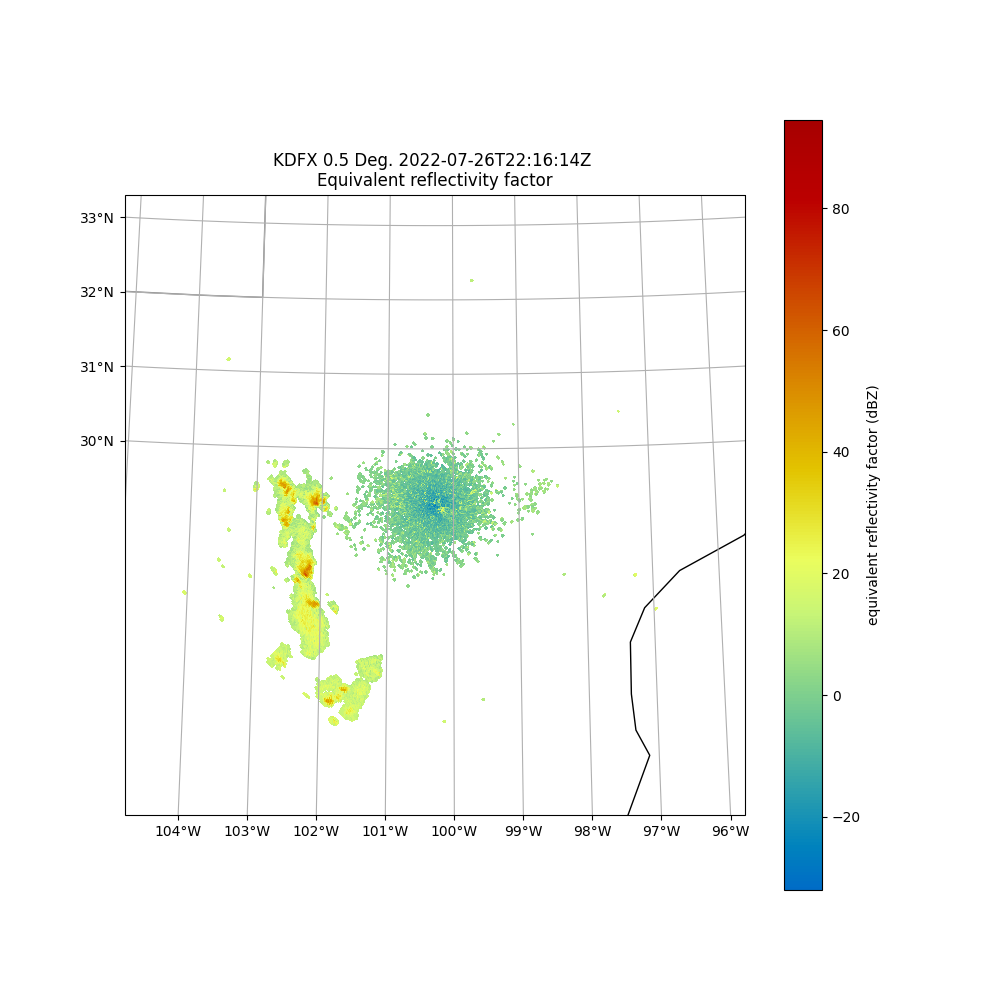 KDFX 0.5 Deg. 2022-07-26T22:16:14Z
Equivalent reflectivity factor
33°N
32°N
31°N
30°N
104°W 103°W 102°W 101°W 100°W 99°W 98°W 97°W 96°W
80
60
40
20
0
−20
equivalent reflectivity factor (dBZ)